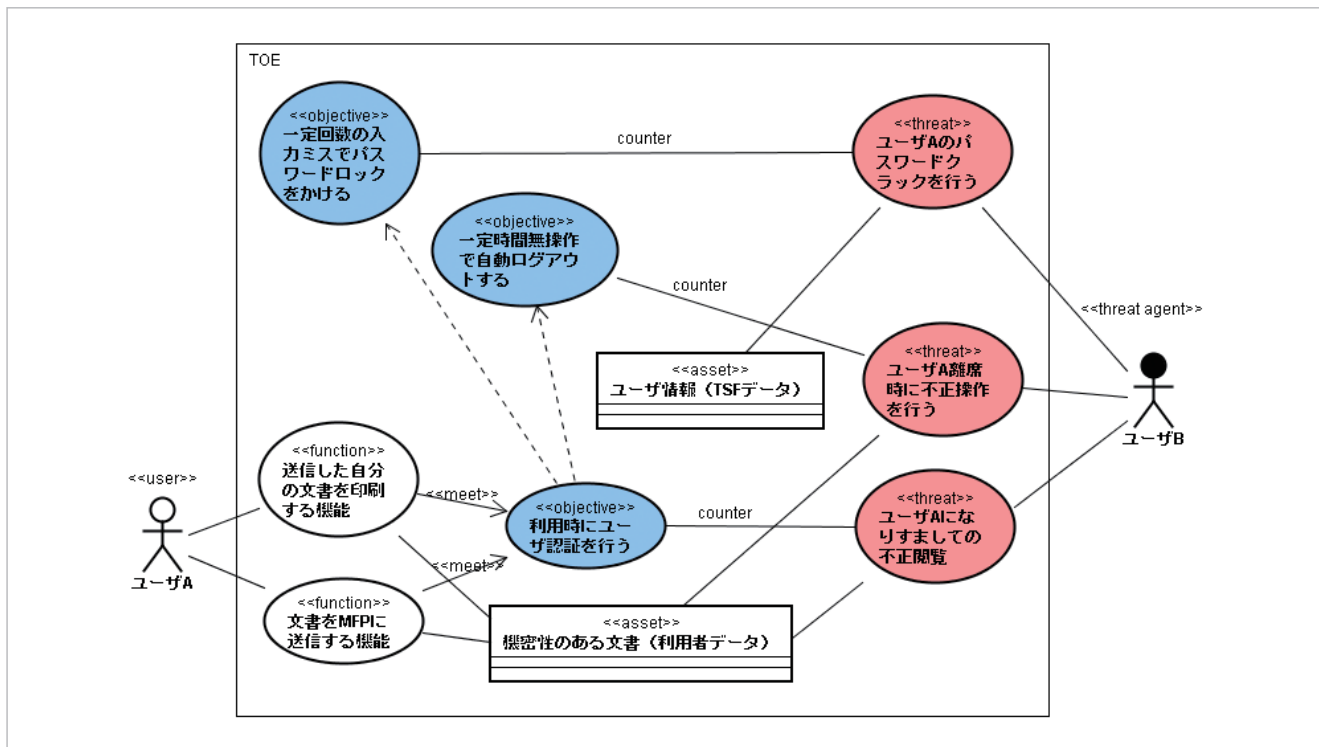 TOE
<<objective>>
一定回数の入
力ミスでパス
ワードロック
をかける
counter
<<threat>>
ユーザAのパ
スワードク
ラックを行う
<<objective>>
一定時間無操作
で自動ログアウ
トする
counter
<<threat agent>>
<<asset>>
ユーザ情報（TSFデータ）
<<threat>>
ユーザA離席
時に不正操作
を行う
ユーザB
<<user>>
ユーザA
<<function>>
送信した自分
の文書を印刷
する機能
<<meet>>
<<objective>>
利用時にユー
ザ認証を行う
counter
<<threat>>
ユーザAにな
りすましての
不正閲覧
<<meet>>
<<function>>
文書をMFPに
送信する機能
<<asset>>
機密性のある文書（利用者データ）